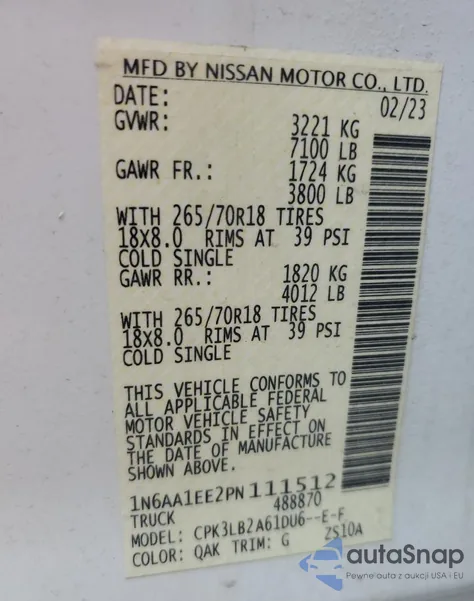 MFD BY NISSAN MOTOR CO., LTD.
DATE: 02/23
GVWR: 3221 KG
7100 LB
GAWR FR.: 1724 KG
3800 LB
WITH 265/70R18 TIRES
18X8.0 RIMS AT 39 PSI
COLD SINGLE
GAWR RR.: 1820 KG
4012 LB
WITH 265/70R18 TIRES
18X8.0 RIMS AT 39 PSI
COLD SINGLE
THIS VEHICLE CONFORMS TO
ALL APPLICABLE FEDERAL
MOTOR VEHICLE SAFETY
STANDARDS IN EFFECT ON
THE DATE OF MANUFACTURE
SHOWN ABOVE.
1N6AA1EE2PN111512
TRUCK 488870
MODEL: CPK3LB2A61DU6--E-F
COLOR: QAK TRIM: G ZS10A
autaSnap
Pewne auta z aukcji USA i EU